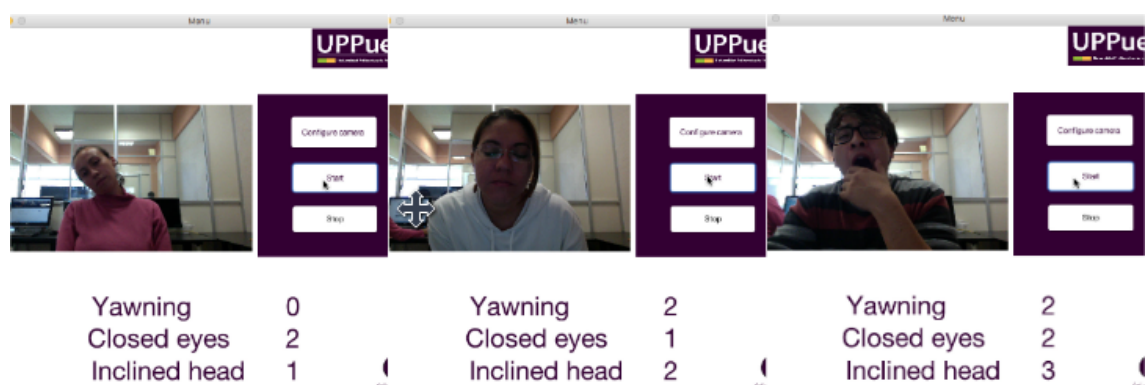 Menu
UPPue
Configure camera
Start
Stop
Yawning 0
Closed eyes 2
Inclined head 1
Menu
UPPue
Configure camera
Start
Stop
Yawning 2
Closed eyes 1
Inclined head 2
Menu
UPPue
Configure camera
Start
Stop
Yawning 2
Closed eyes 2
Inclined head 3